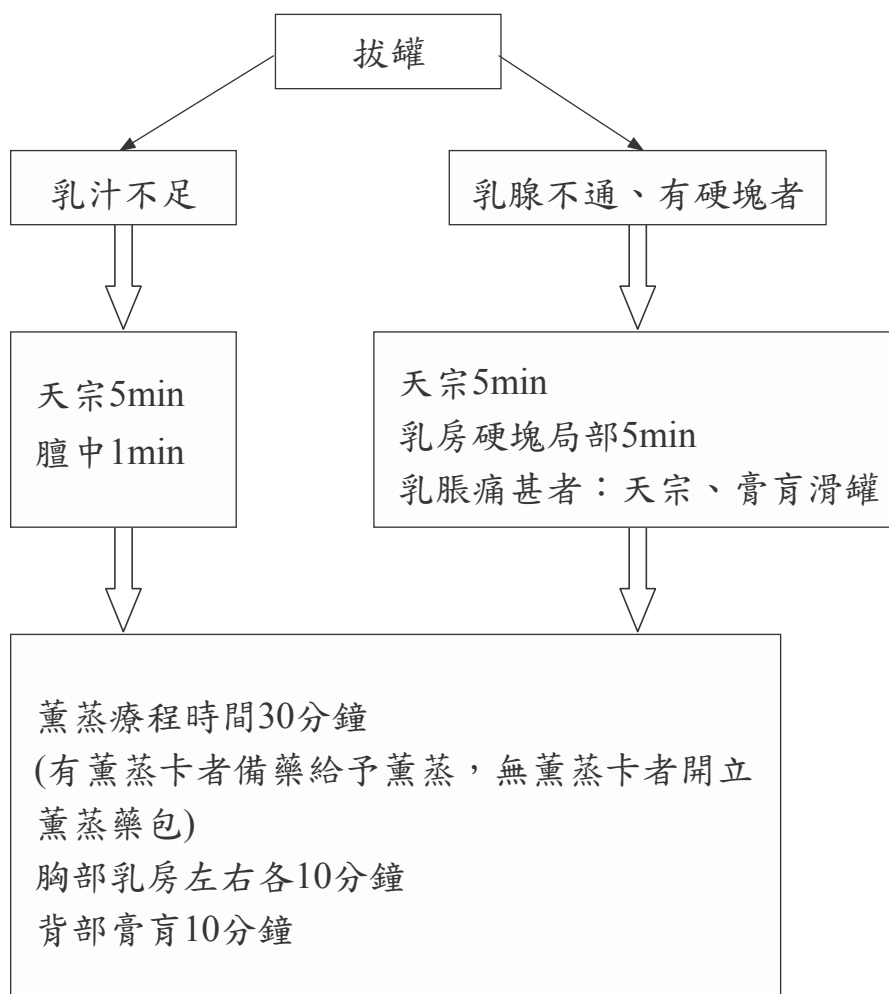 拔罐
乳汁不足
乳腺不通、有硬塊者
天宗5min
膻中1min
天宗5min
乳房硬塊局部5min
乳脹痛甚者：天宗、膏肓滑罐
薰蒸療程時間30分鐘
(有薰蒸卡者備藥給予薰蒸，無薰蒸卡者開立
薰蒸藥包)
胸部乳房左右各10分鐘
背部膏肓10分鐘